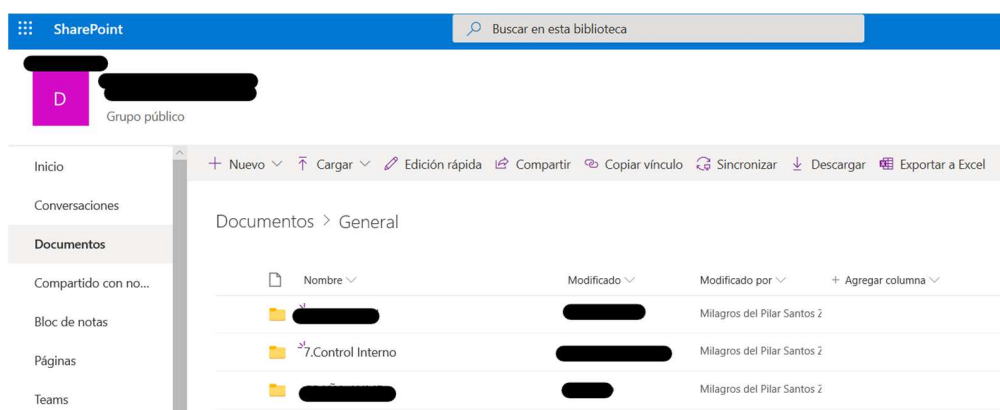 SharePoint
Buscar en esta biblioteca
D
Grupo público
Inicio
Conversaciones
Documentos
Compartido con no...
Bloc de notas
Páginas
Teams
Nuevo Cargar Edición rápida Compartir Copiar vínculo Sincronizar Descargar Exportar a Excel
Documentos > General
Nombre Modificado Modificado por + Agregar columna
Milagros del Pilar Santos Z
7.Control Interno Milagros del Pilar Santos Z
Milagros del Pilar Santos Z